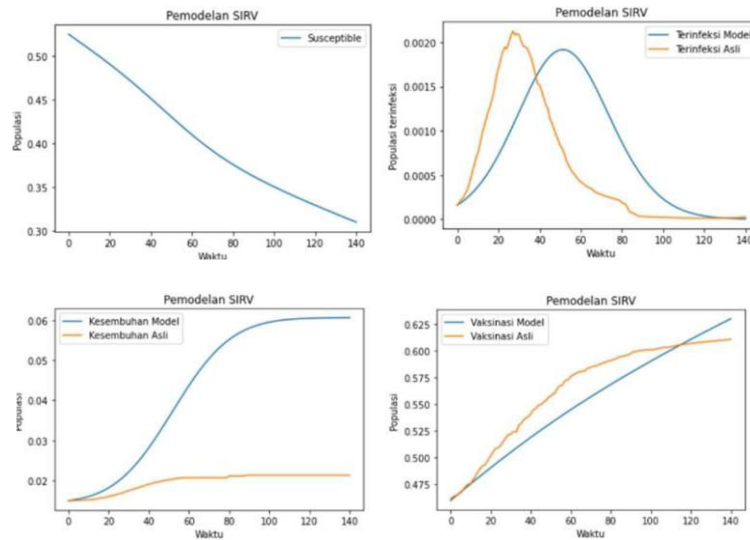 Pemodelan SIRV
Susceptible
Populasi
0.50
0.45
0.40
0.35
0.30
0 20 40 60 80 100 120 140
Waktu
Pemodelan SIRV
Terinfeksi Model
Terinfeksi Asli
Populasi terinfeksi
0.0020
0.0015
0.0010
0.0005
0.0000
0 20 40 60 80 100 120 140
Waktu
Pemodelan SIRV
Kesembuhan Model
Kesembuhan Asli
Populasi
0.06
0.05
0.04
0.03
0.02
0 20 40 60 80 100 120 140
Waktu
Pemodelan SIRV
Vaksinasi Model
Vaksinasi Asli
Populasi
0.625
0.600
0.575
0.550
0.525
0.500
0.475
0 20 40 60 80 100 120 140
Waktu